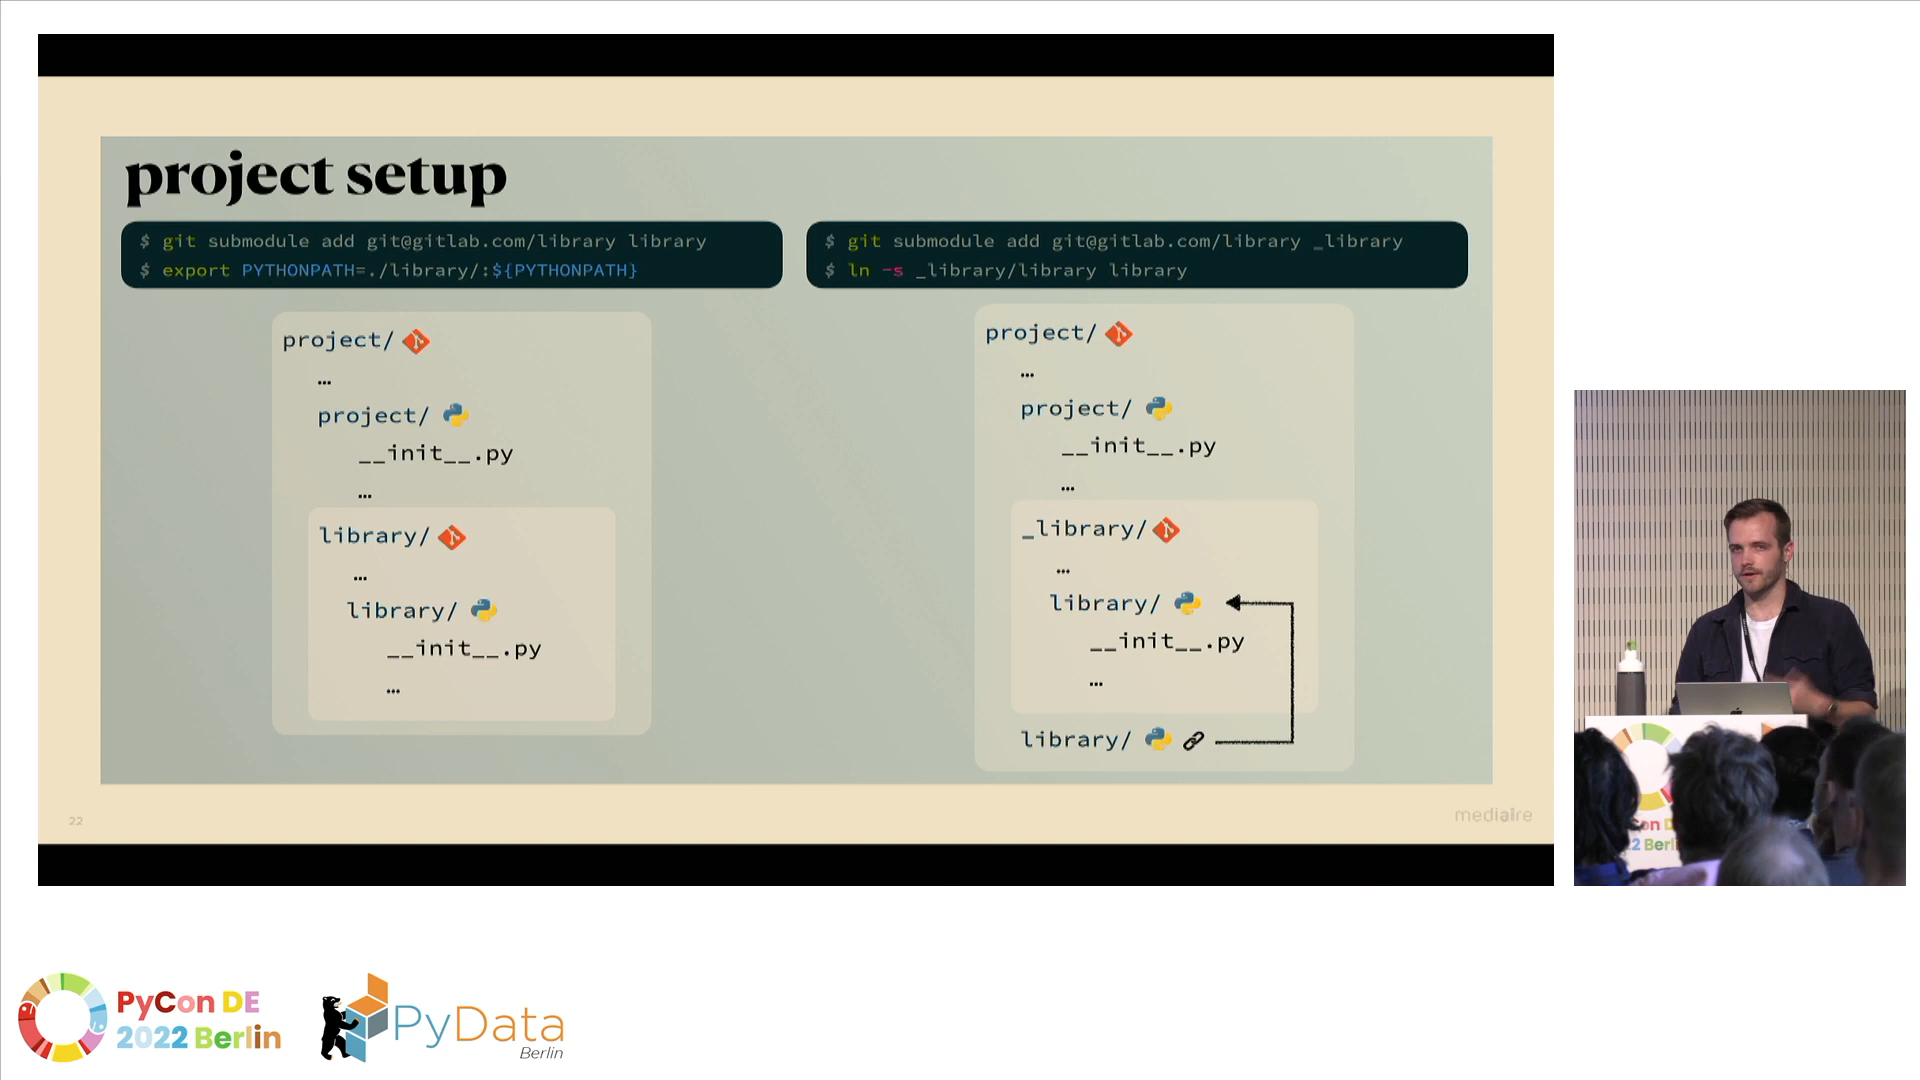 project setup
$ git submodule add git@gitlab.com/library library
$ export PYTHONPATH=./library/:${PYTHONPATH}
$ git submodule add git@gitlab.com/library _library
$ ln -s _library/library library
project/
…
project/
__init__.py
…
library/
…
library/
__init__.py
…
project/
…
project/
__init__.py
…
_library/
…
library/
__init__.py
…
library/
22
mediaire
PyCon DE
2022 Berlin
PyData
Berlin